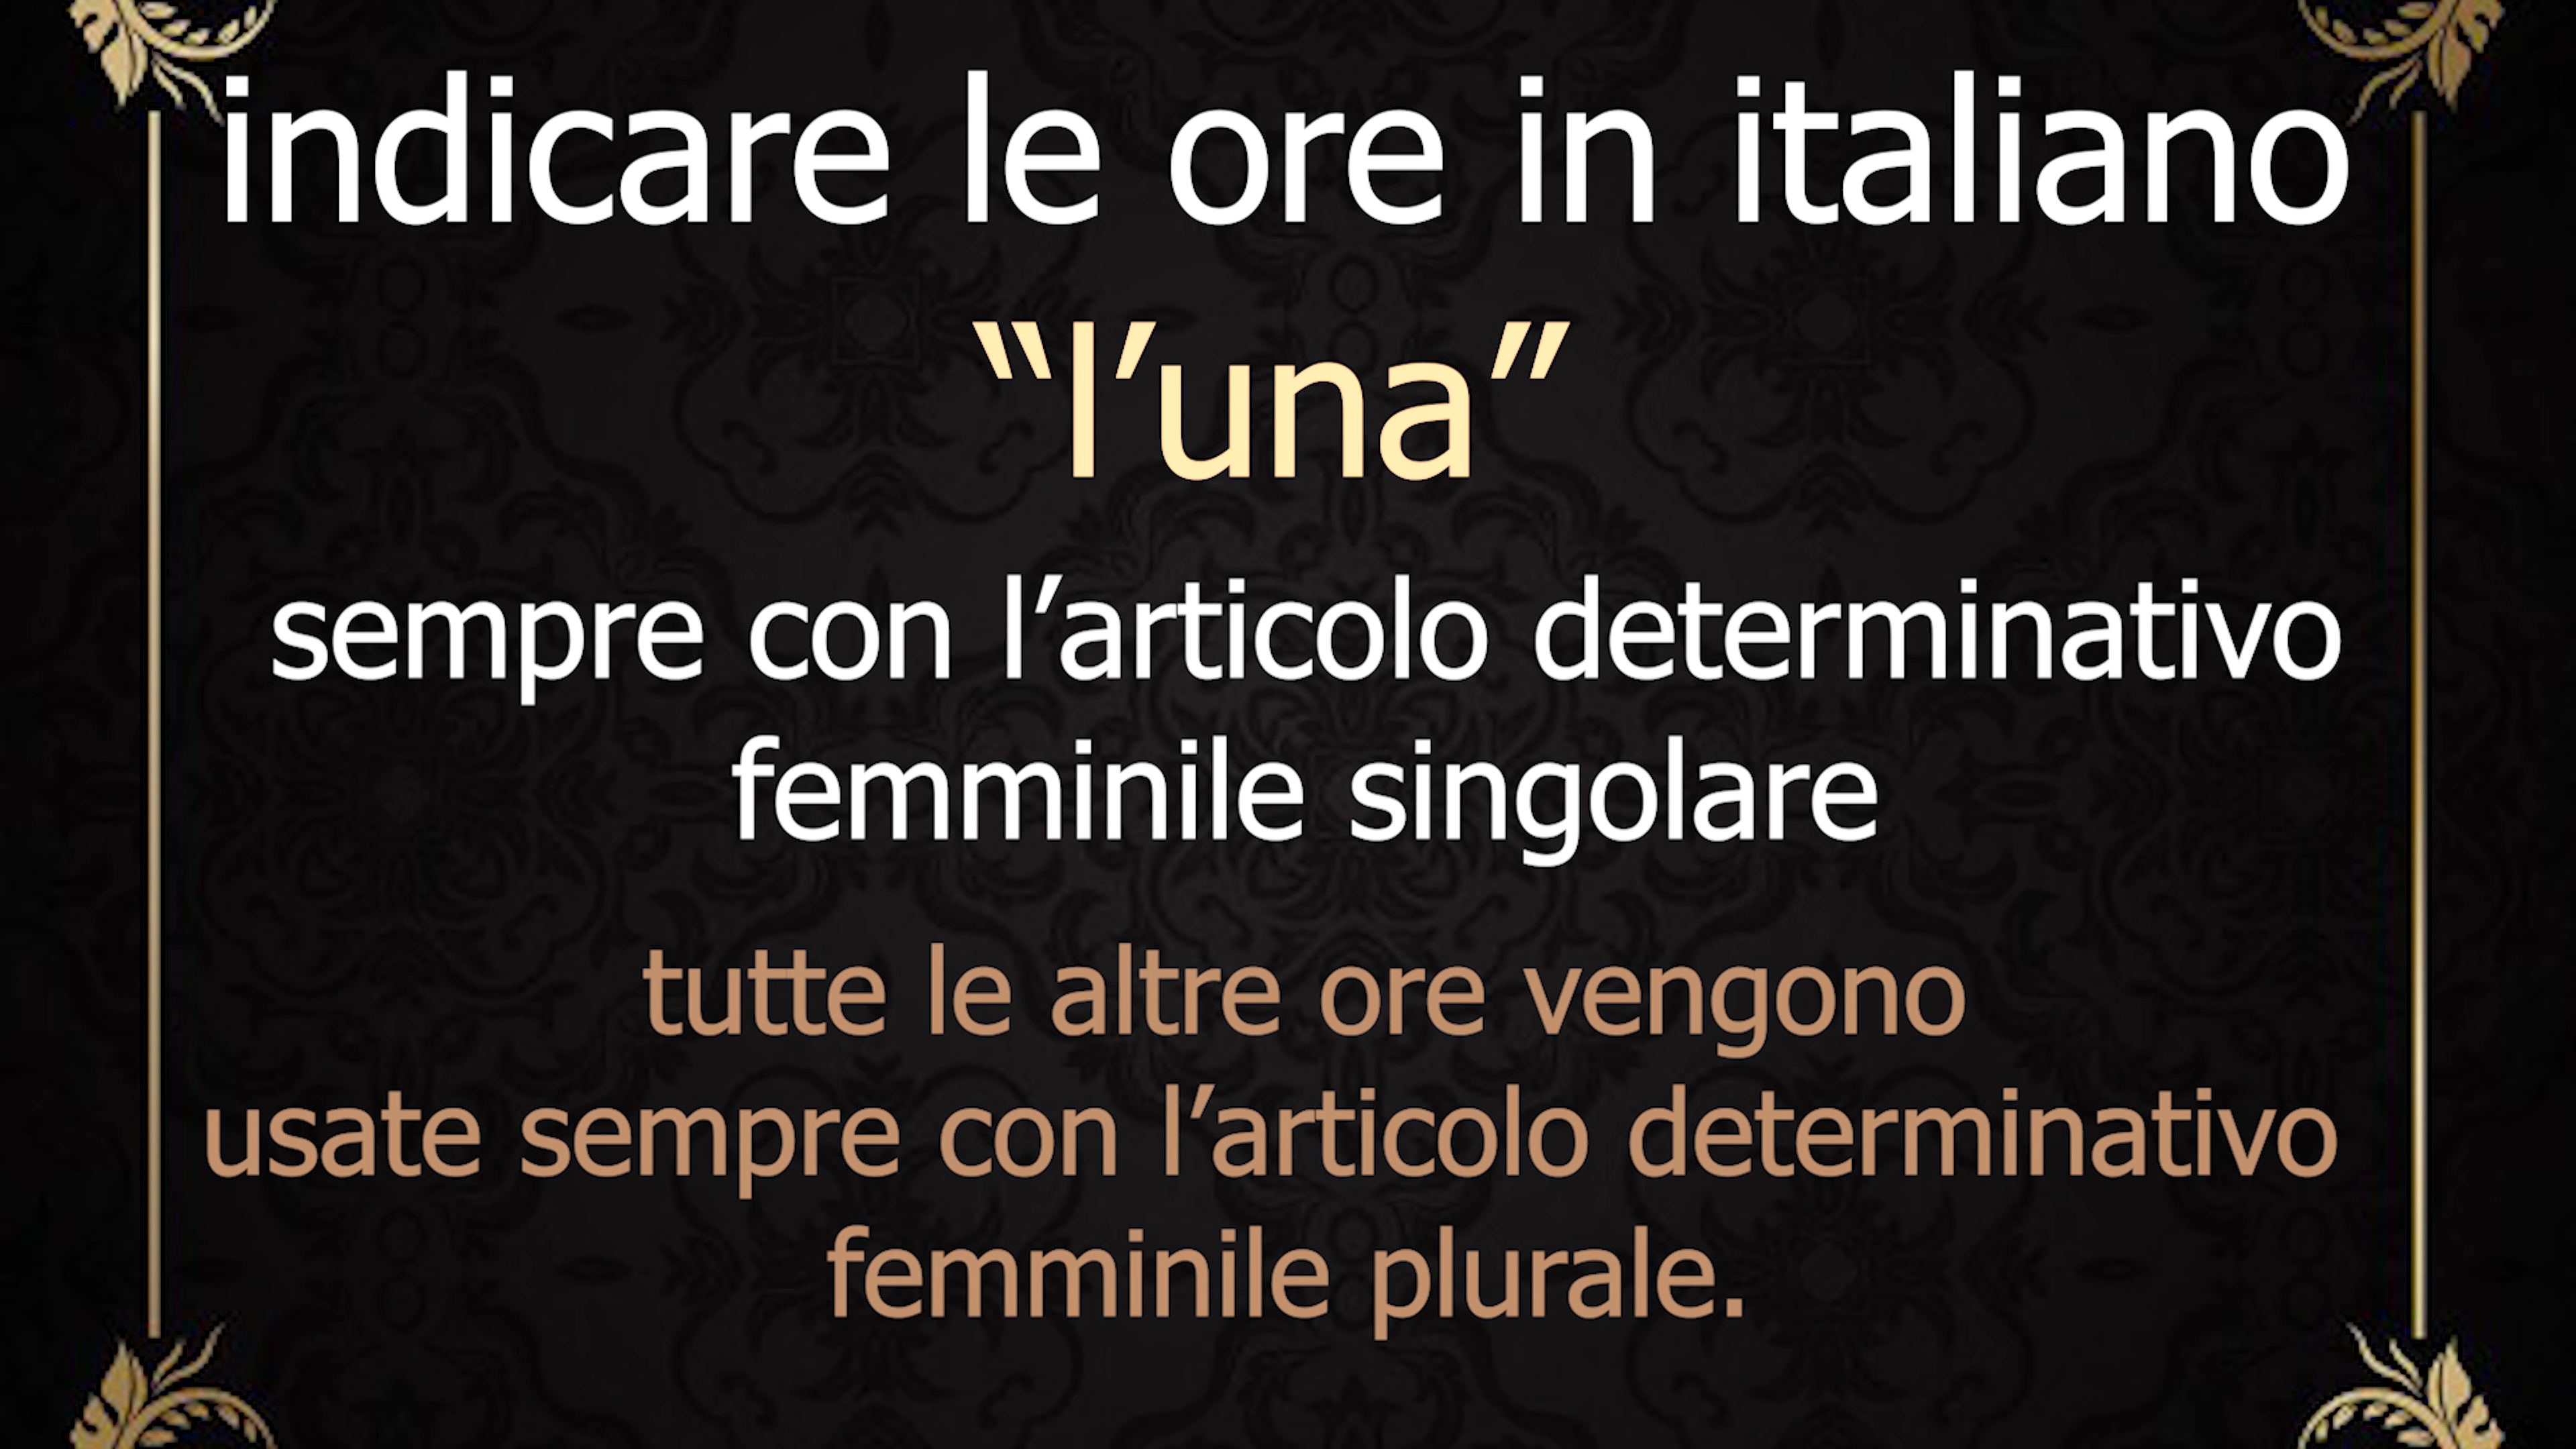 indicare le ore in italiano
“l’una”
sempre con l’articolo determinativo
femminile singolare
tutte le altre ore vengono
usate sempre con l’articolo determinativo
femminile plurale.